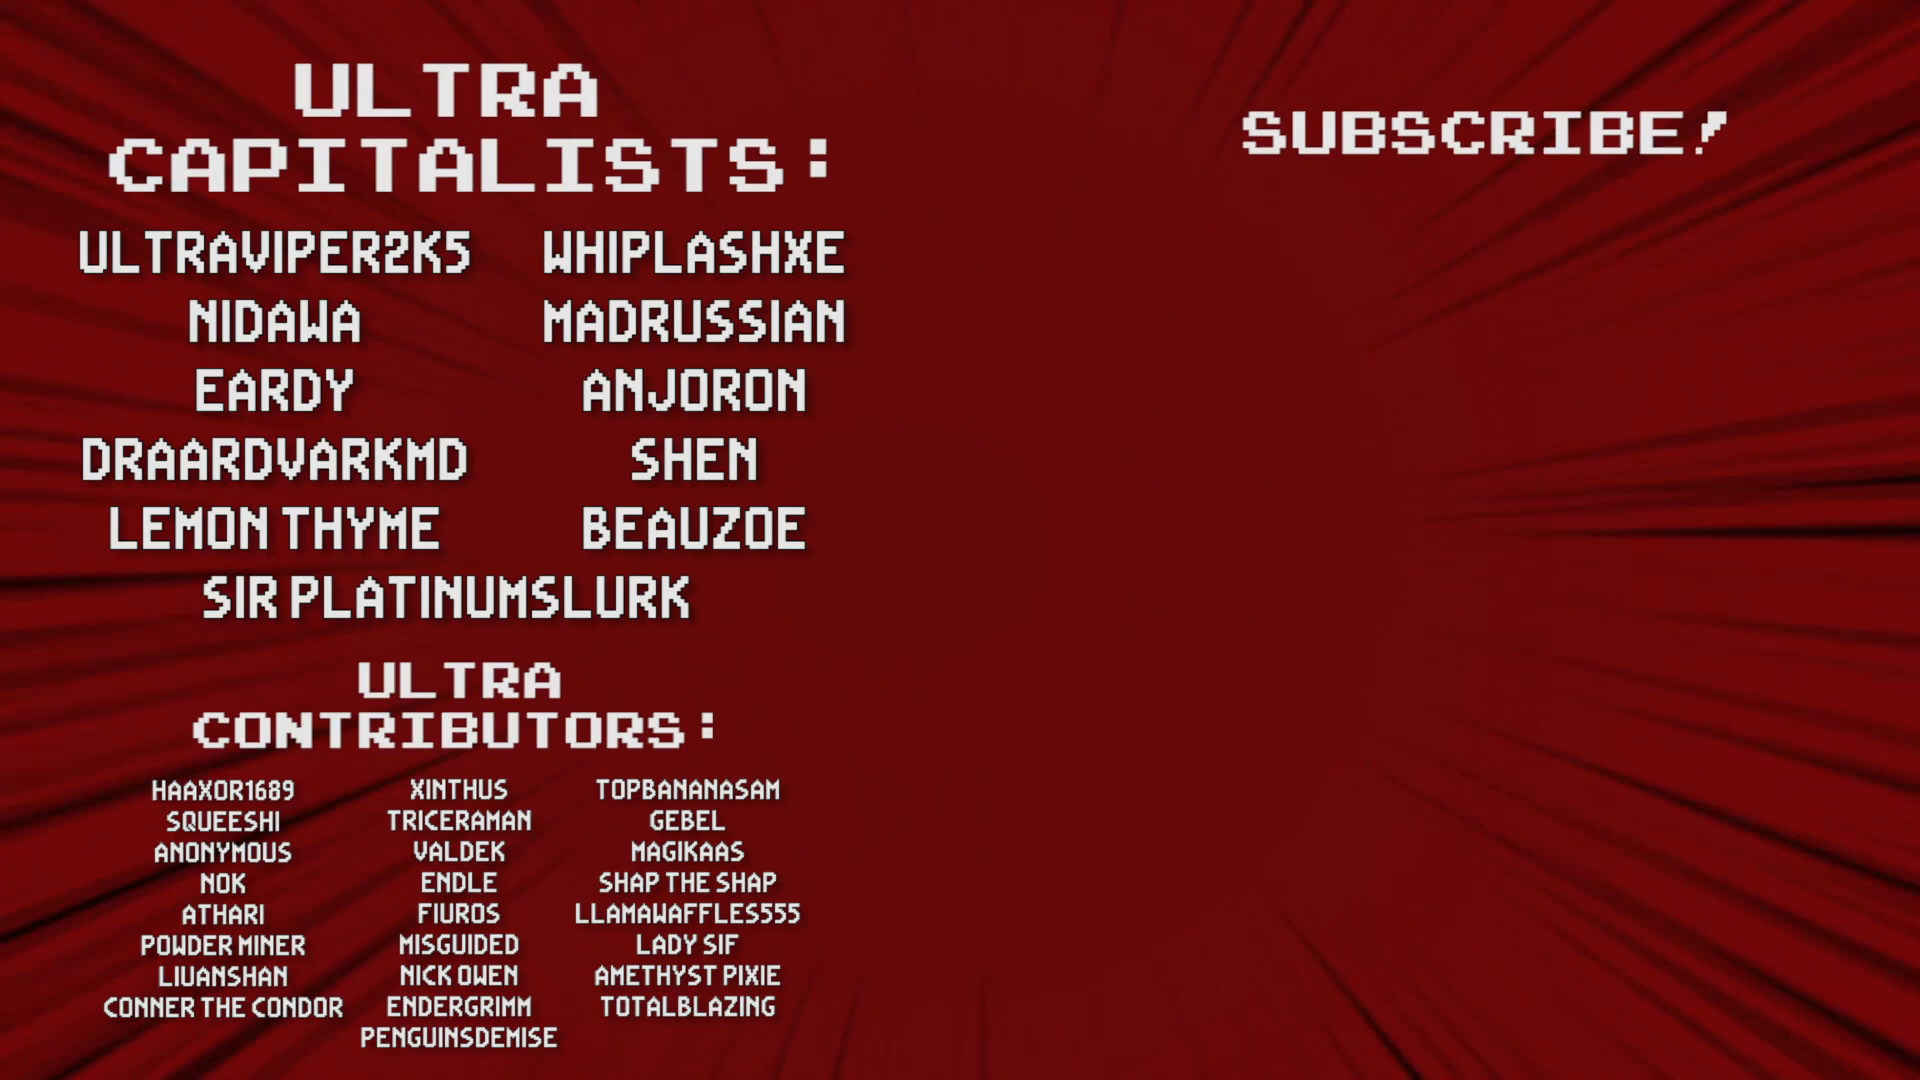 ULTRA
CAPITALISTS:
ULTRAVIPER2K5 WHIPLASHXE
NIDAWA MADRUSSIAN
EARDY ANJORON
DRAARDVARKMD SHEN
LEMON THYME BEAUZOE
SIR PLATINUMSLURK
ULTRA
CONTRIBUTORS:
HAAXOR1689 XINTHUS TOPBANANASAM
SQUEESHI TRICERAMAN GEBEL
ANONYMOUS VALDEK MAGIKAAS
NOK ENDLE SHAP THE SHAP
ATHARI FIUROS LLAMAWAFFLES555
POWDER MINER MISGUIDED LADY SIF
LIUANSHAN NICK OWEN AMETHYST PIXIE
CONNER THE CONDOR ENDERGRIMM TOTALBLAZING
PENGUINSDEMISE
SUBSCRIBE!